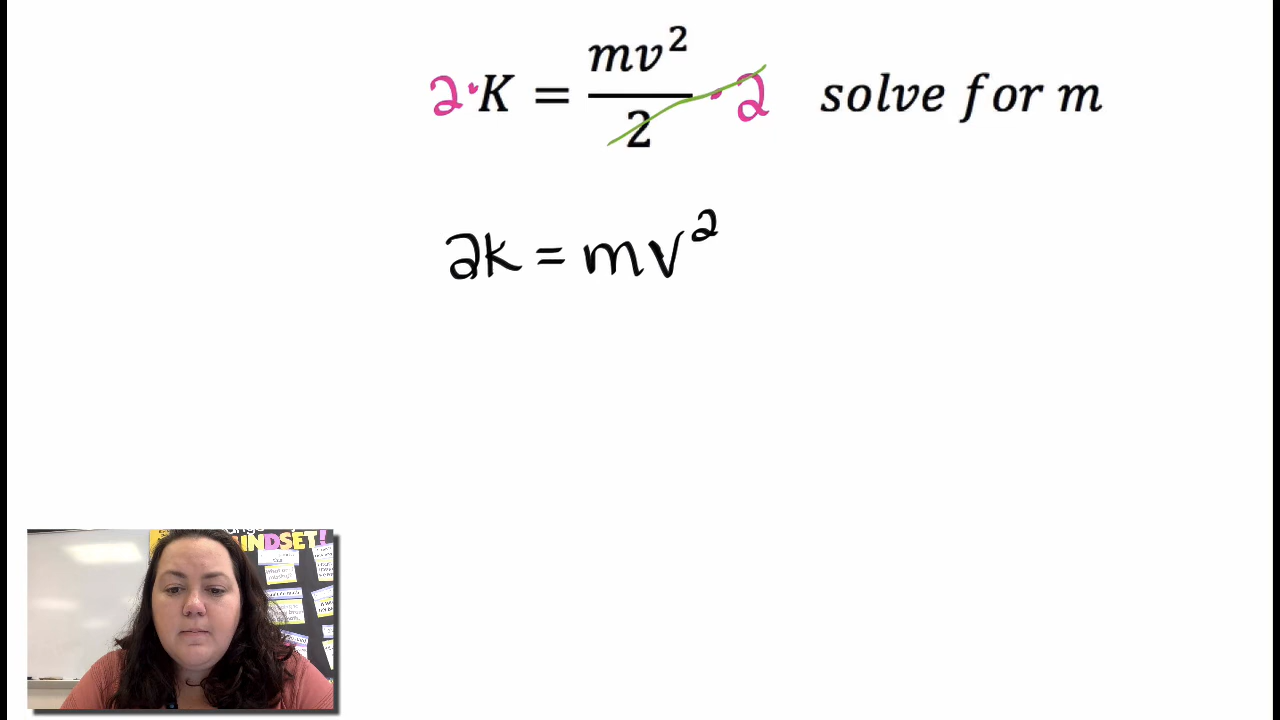 2·K = mv²/2 · 2 solve for m
2k = mv²
INDSET!